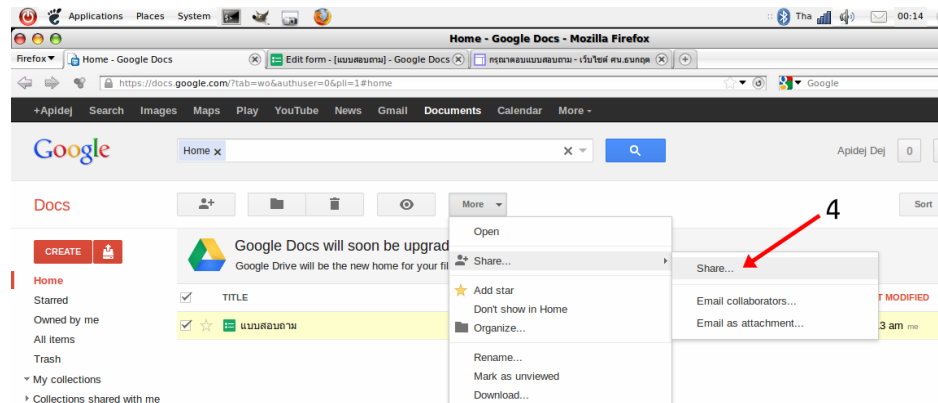 Applications Places System Tha 00:14
Home - Google Docs - Mozilla Firefox
Firefox Home - Google Docs Edit form - [แบบสอบถาม] - Google Docs กรุณาตอบแบบสอบถาม - เว็บไซต์ ศน.ธนกฤต
https://docs.google.com/?tab=wo&authuser=0&pli=1#home Google
+Apidej Search Images Maps Play YouTube News Gmail Documents Calendar More
Google Home x Apidej Dej 0
Docs More Sort
4
Open
CREATE Google Docs will soon be upgrad
Share... Share...
Google Drive will be the new home for your fil
Home
Add star
Starred TITLE Don't show in Home Email collaborators... T MODIFIED
Owned by me แบบสอบถาม Organize... Email as attachment... 3 am me
All items
Trash Rename...
My collections Mark as unviewed
Collections shared with me Download...